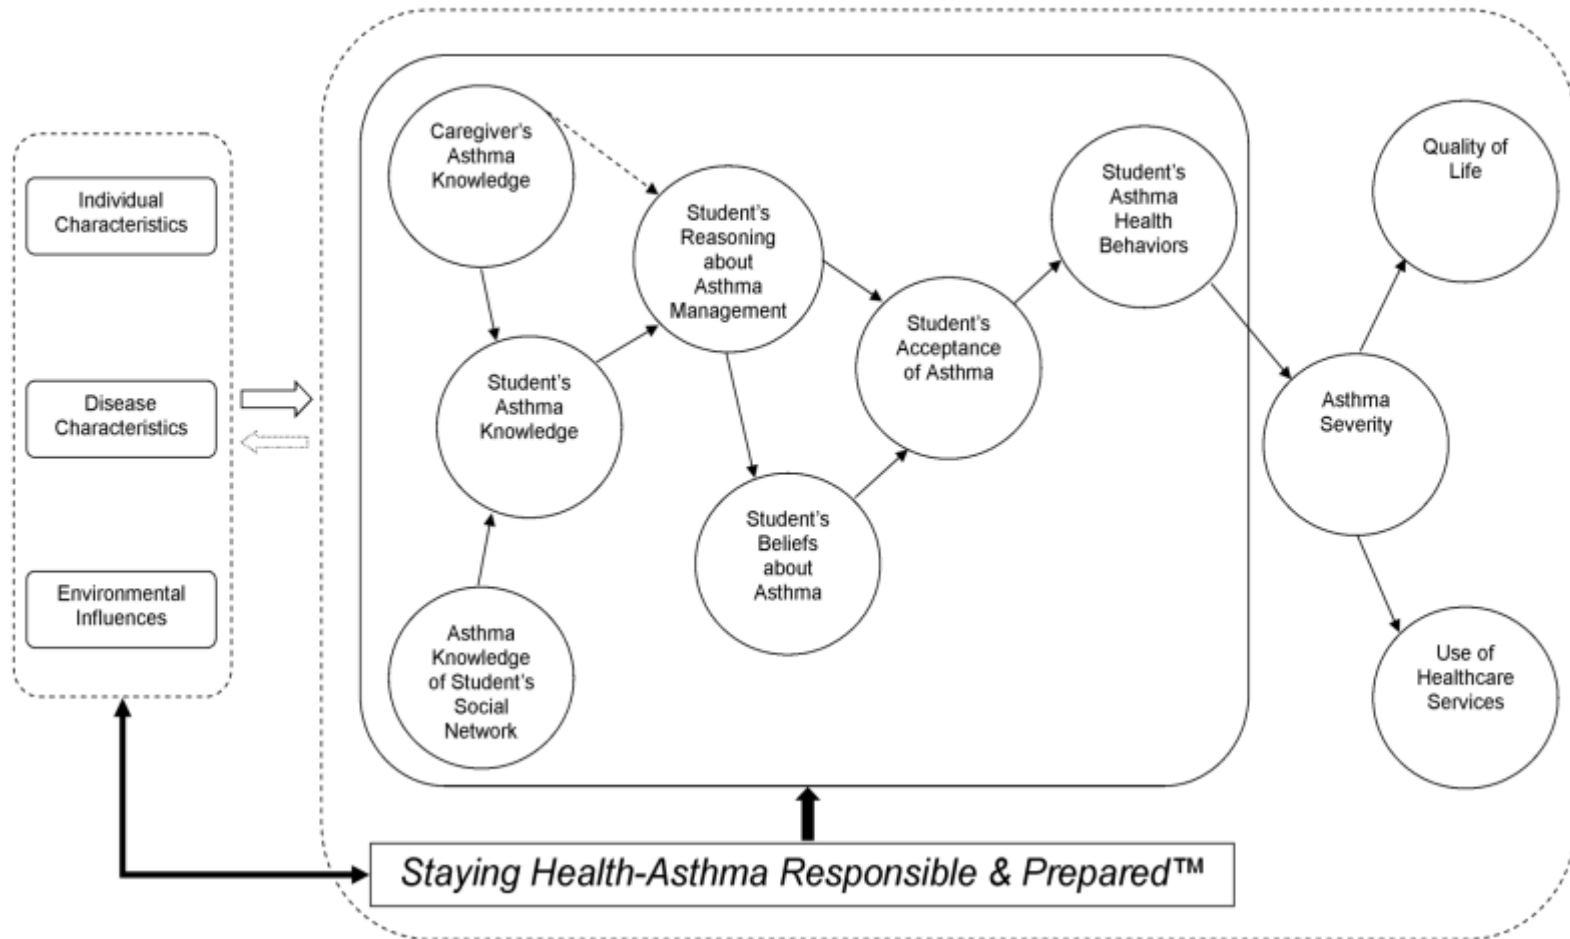 Individual
Characteristics
Disease
Characteristics
Environmental
Influences
Caregiver's
Asthma
Knowledge
Student's
Asthma
Knowledge
Asthma
Knowledge
of Student's
Social
Network
Student's
Reasoning
about
Asthma
Management
Student's
Beliefs
about
Asthma
Student's
Acceptance
of Asthma
Student's
Asthma
Health
Behaviors
Asthma
Severity
Quality of
Life
Use of
Healthcare
Services
Staying Health-Asthma Responsible & Prepared™